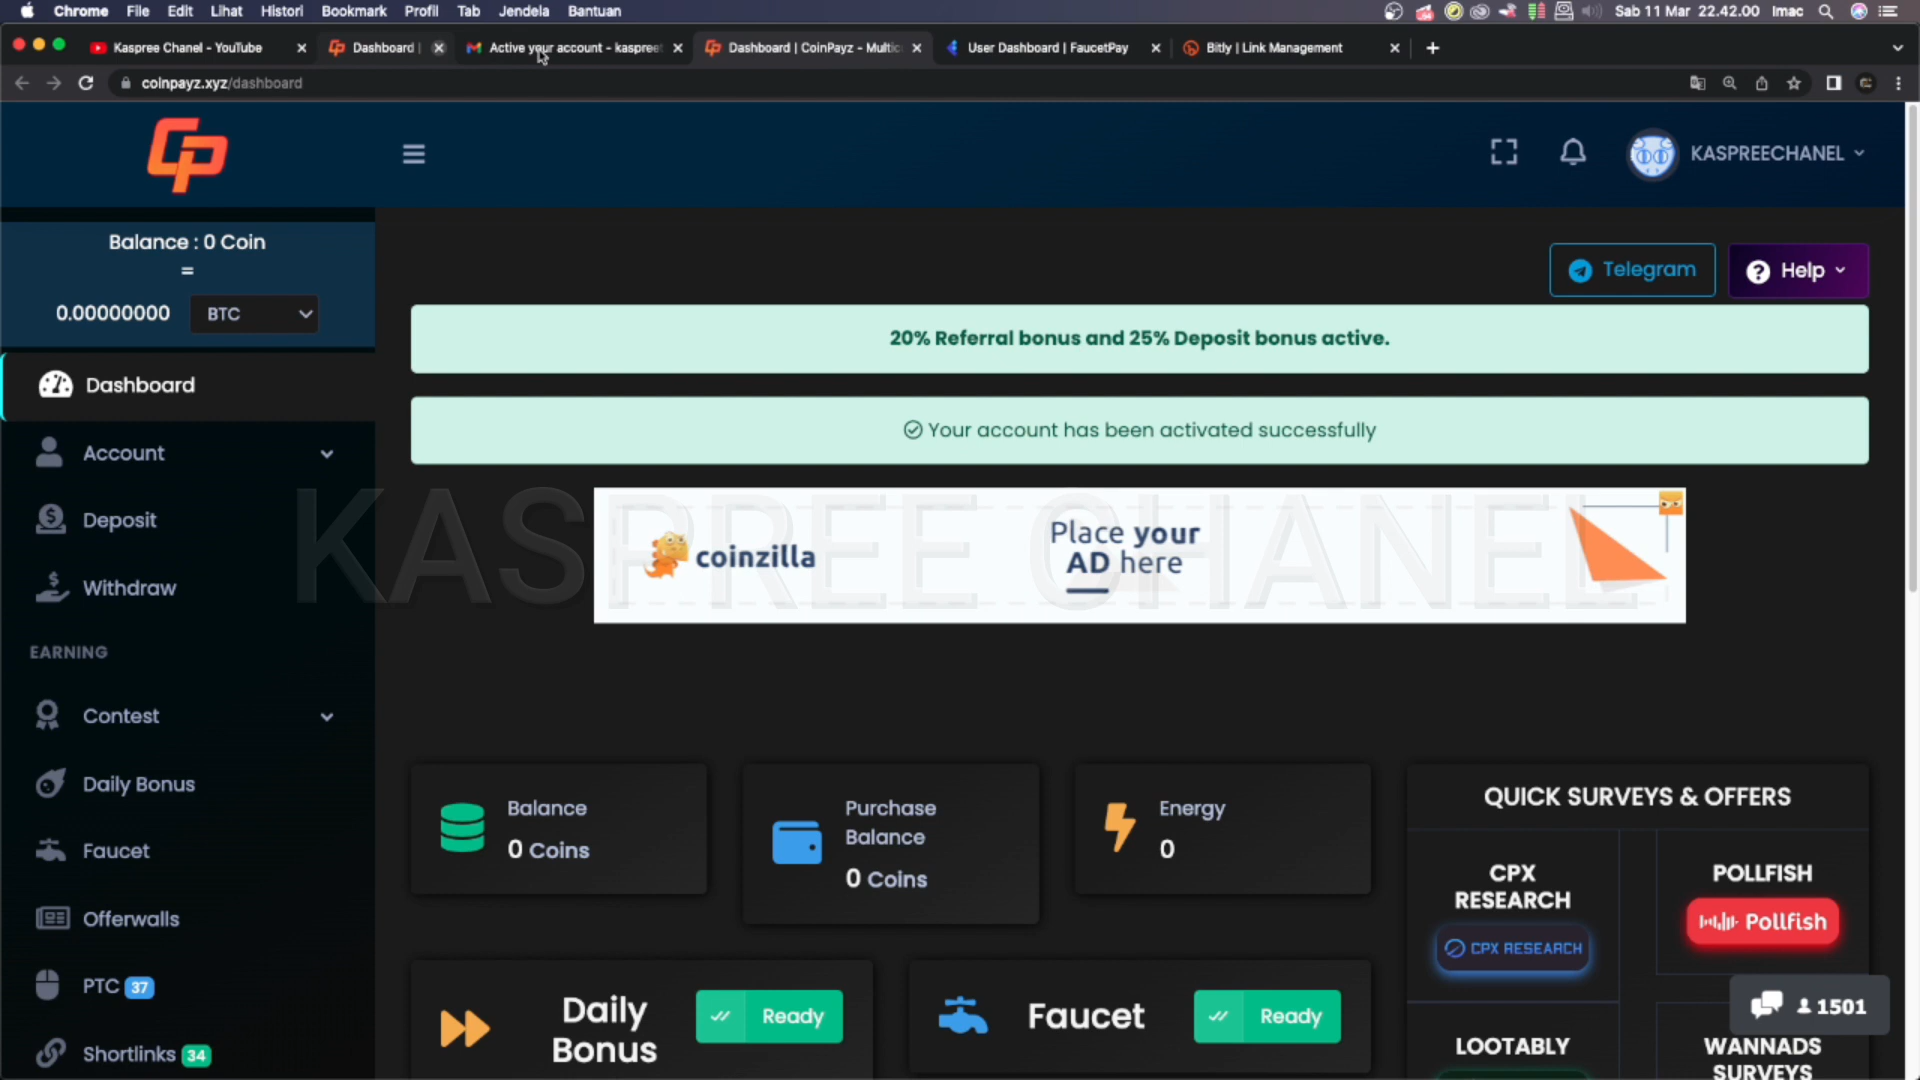 Chrome File Edit Lihat Histori Bookmark Profil Tab Jendela Bantuan Sab 11 Mar 22.42.00 Imac
Kaspree Chanel - YouTube Dashboard | Active your account - kaspreet Dashboard | CoinPayz - Multic User Dashboard | FaucetPay Bitly | Link Management
coinpayz.xyz/dashboard
CP
KASPREECHANEL
Balance : 0 Coin
=
0.00000000 BTC
Telegram
Help
20% Referral bonus and 25% Deposit bonus active.
Dashboard
Your account has been activated successfully
Account
Deposit
Withdraw
KASPREE CHANEL
coinzilla
Place your
AD here
EARNING
Contest
Daily Bonus
Faucet
Offerwalls
PTC 37
Shortlinks 34
Balance
0 Coins
Purchase
Balance
0 Coins
Energy
0
QUICK SURVEYS & OFFERS
CPX
RESEARCH
CPX RESEARCH
POLLFISH
Pollfish
Daily
Bonus
Ready
Faucet
Ready
1501
LOOTABLY
WANNADS
SURVEYS